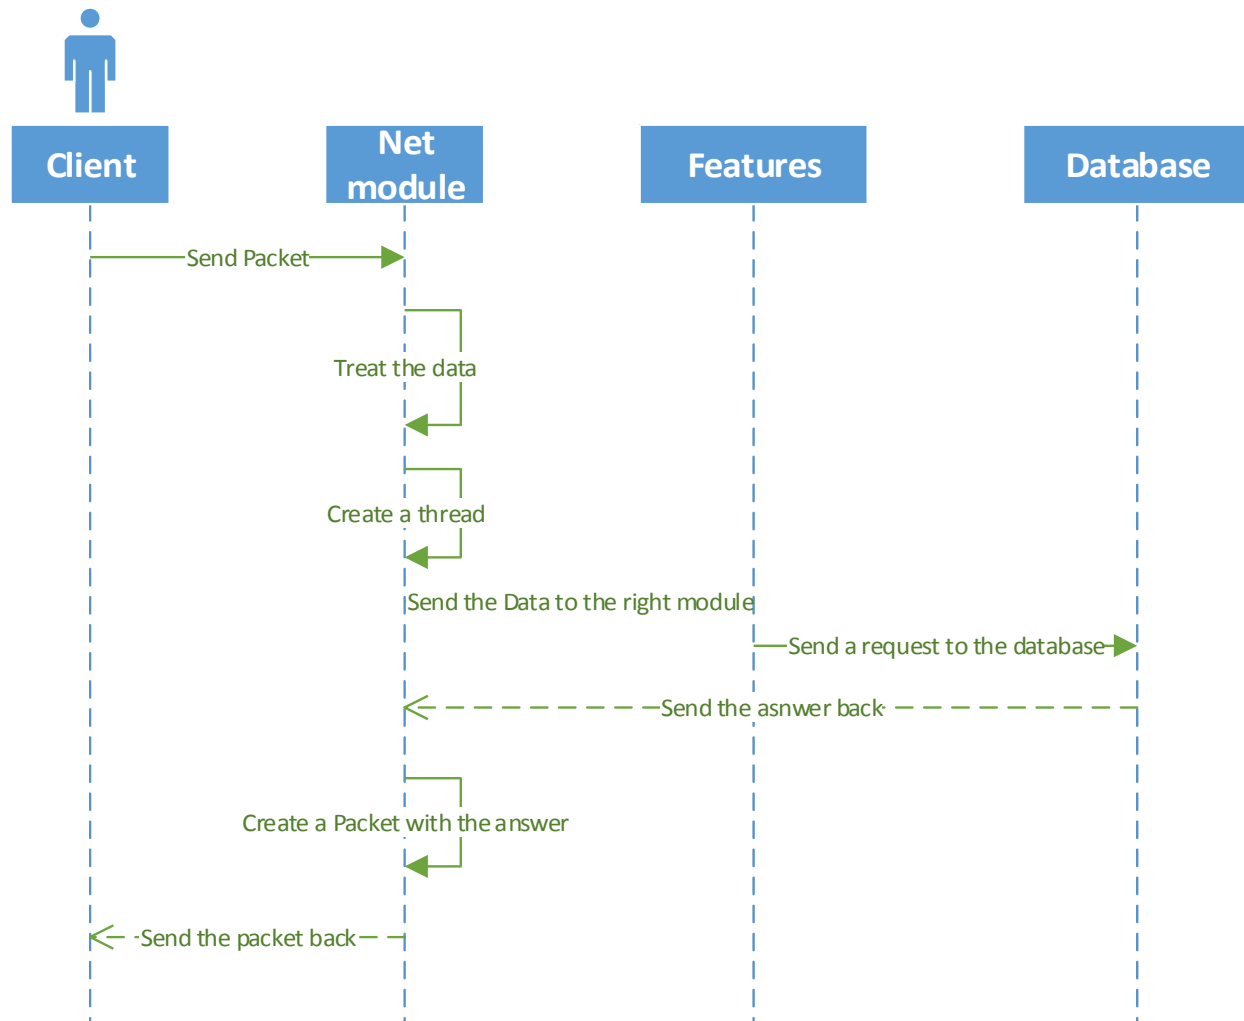 Client
Net
module
Features
Database
Send Packet
Treat the data
Create a thread
Send the Data to the right module
Send a request to the database
Send the asnwer back
Create a Packet with the answer
Send the packet back